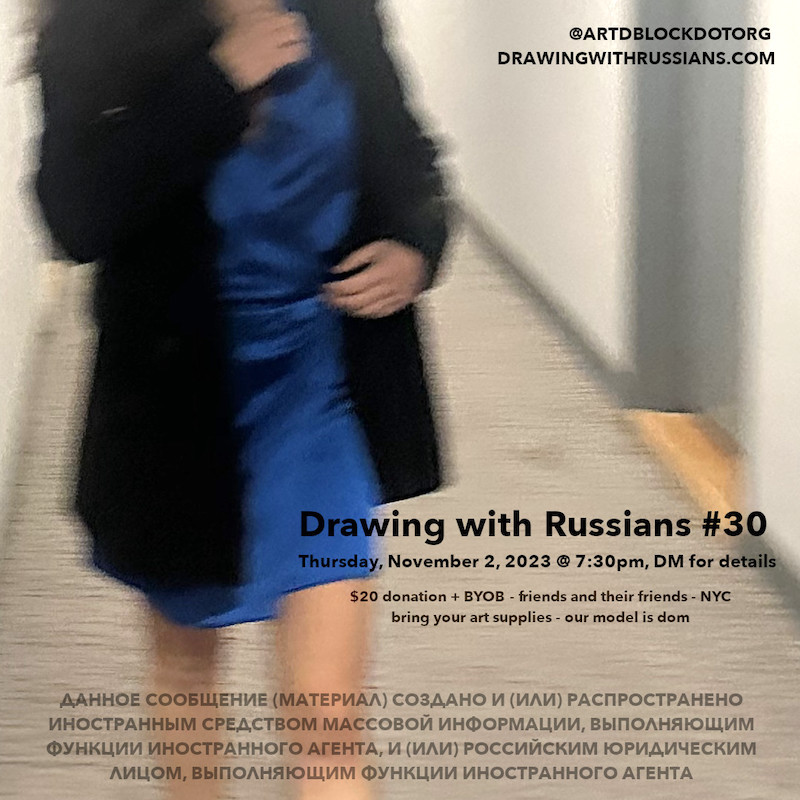 @ARTDBLOCKDOTORG
DRAWINGWITHRUSSIANS.COM
Drawing with Russians #30
Thursday, November 2, 2023 @ 7:30pm, DM for details
$20 donation + BYOB - friends and their friends - NYC
bring your art supplies - our model is dom
ДАННОЕ СООБЩЕНИЕ (МАТЕРИАЛ) СОЗДАНО И (ИЛИ) РАСПРОСТРАНЕНО
ИНОСТРАННЫМ СРЕДСТВОМ МАССОВОЙ ИНФОРМАЦИИ, ВЫПОЛНЯЮЩИМ
ФУНКЦИИ ИНОСТРАННОГО АГЕНТА, И (ИЛИ) РОССИЙСКИМ ЮРИДИЧЕСКИМ
ЛИЦОМ, ВЫПОЛНЯЮЩИМ ФУНКЦИИ ИНОСТРАННОГО АГЕНТА